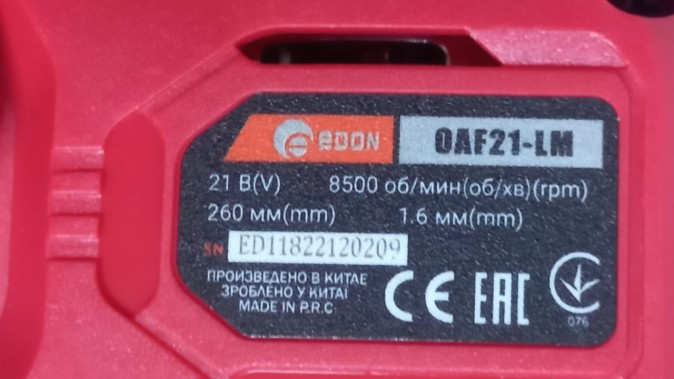 EDON OAF21-LM
21 В(V) 8500 об/мин(об/хв)(rpm)
260 мм(mm) 1.6 мм(mm)
SN ED11822120209
ПРОИЗВЕДЕНО В КИТАЕ
ЗРОБЛЕНО У КИТАЇ
MADE IN P.R.C
CE EAC
076